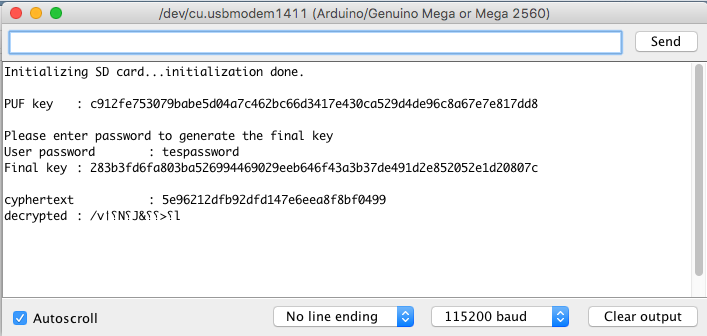 /dev/cu.usbmodem1411 (Arduino/Genuino Mega or Mega 2560)
Send
Initializing SD card...initialization done.
PUF key : c912fe753079babe5d04a7c462bc66d3417e430ca529d4de96c8a67e7e817dd8
Please enter password to generate the final key
User password : tespassword
Final key : 283b3fd6fa803ba526994469029eeb646f43a3b37de491d2e852052e1d20807c
cyphertext : 5e96212dfb92dfd147e6eea8f8bf0499
decrypted : /v|⸮N⸮J&⸮⸮>⸮l
Autoscroll
No line ending
115200 baud
Clear output